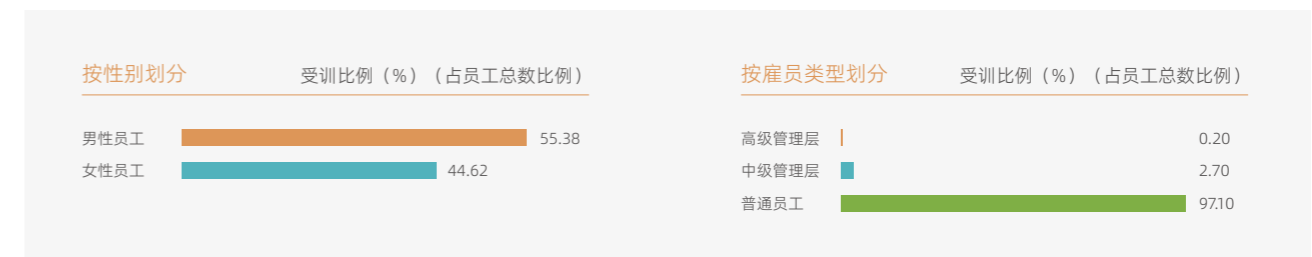 按性别划分 受训比例（%）（占员工总数比例）
男性员工 55.38
女性员工 44.62
按雇员类型划分 受训比例（%）（占员工总数比例）
高级管理层 0.20
中级管理层 2.70
普通员工 97.10